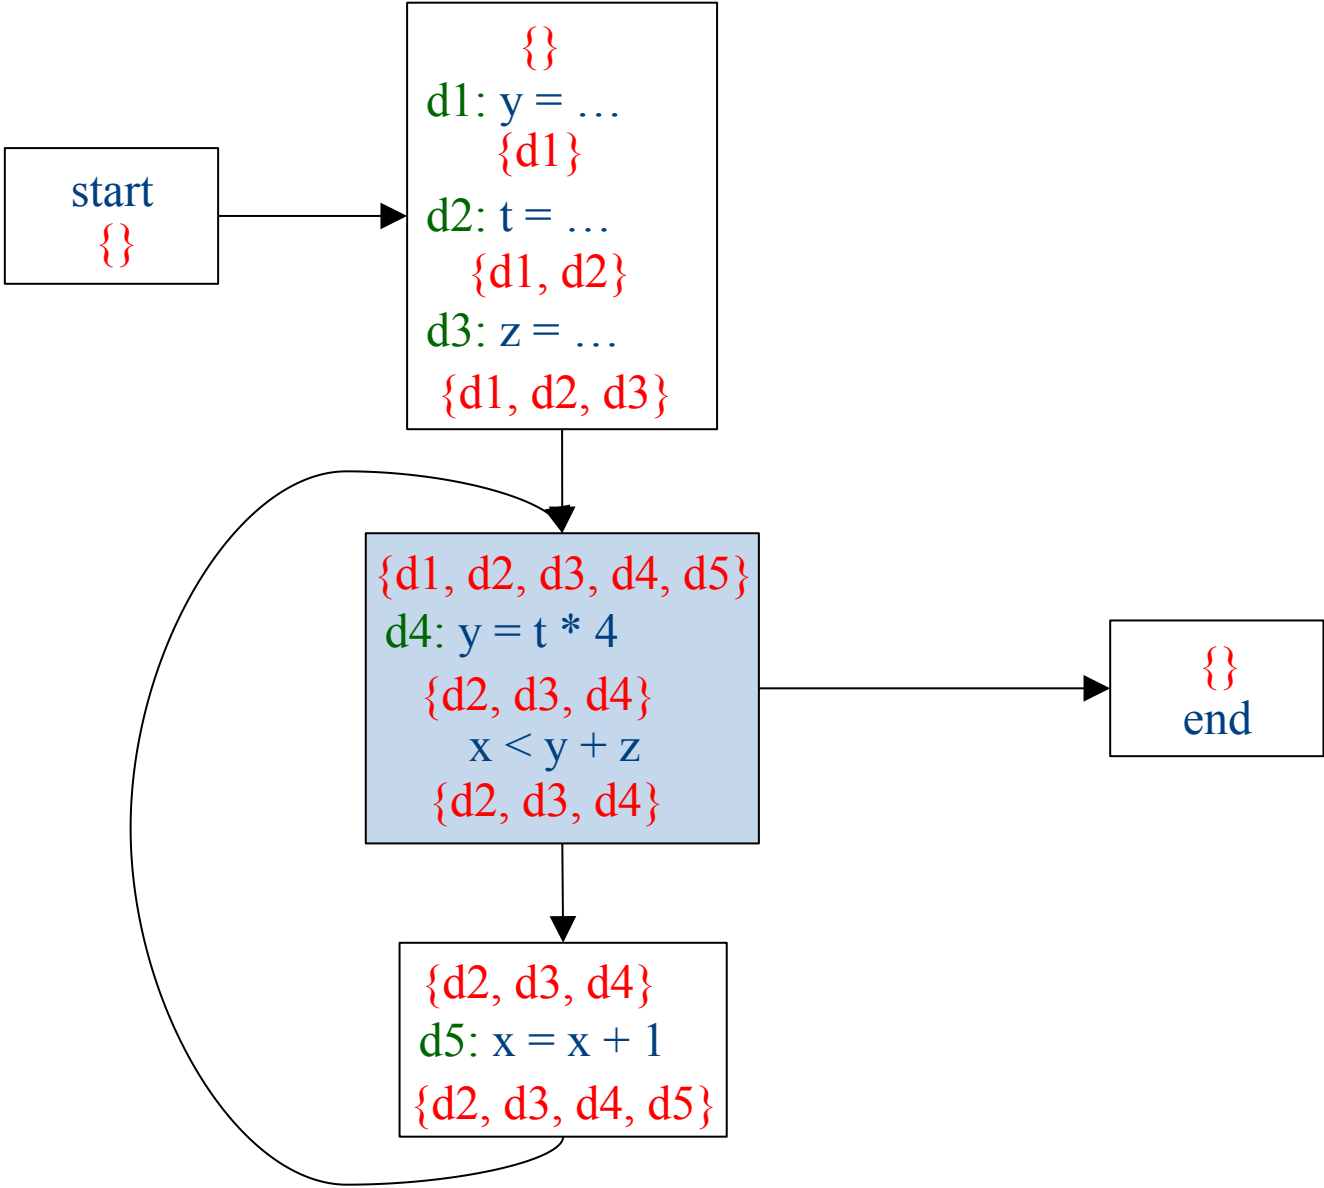 start
{}
{}
d1: y = …
{d1}
d2: t = …
{d1, d2}
d3: z = …
{d1, d2, d3}
{d1, d2, d3, d4, d5}
d4: y = t * 4
{d2, d3, d4}
x < y + z
{d2, d3, d4}
{}
end
{d2, d3, d4}
d5: x = x + 1
{d2, d3, d4, d5}